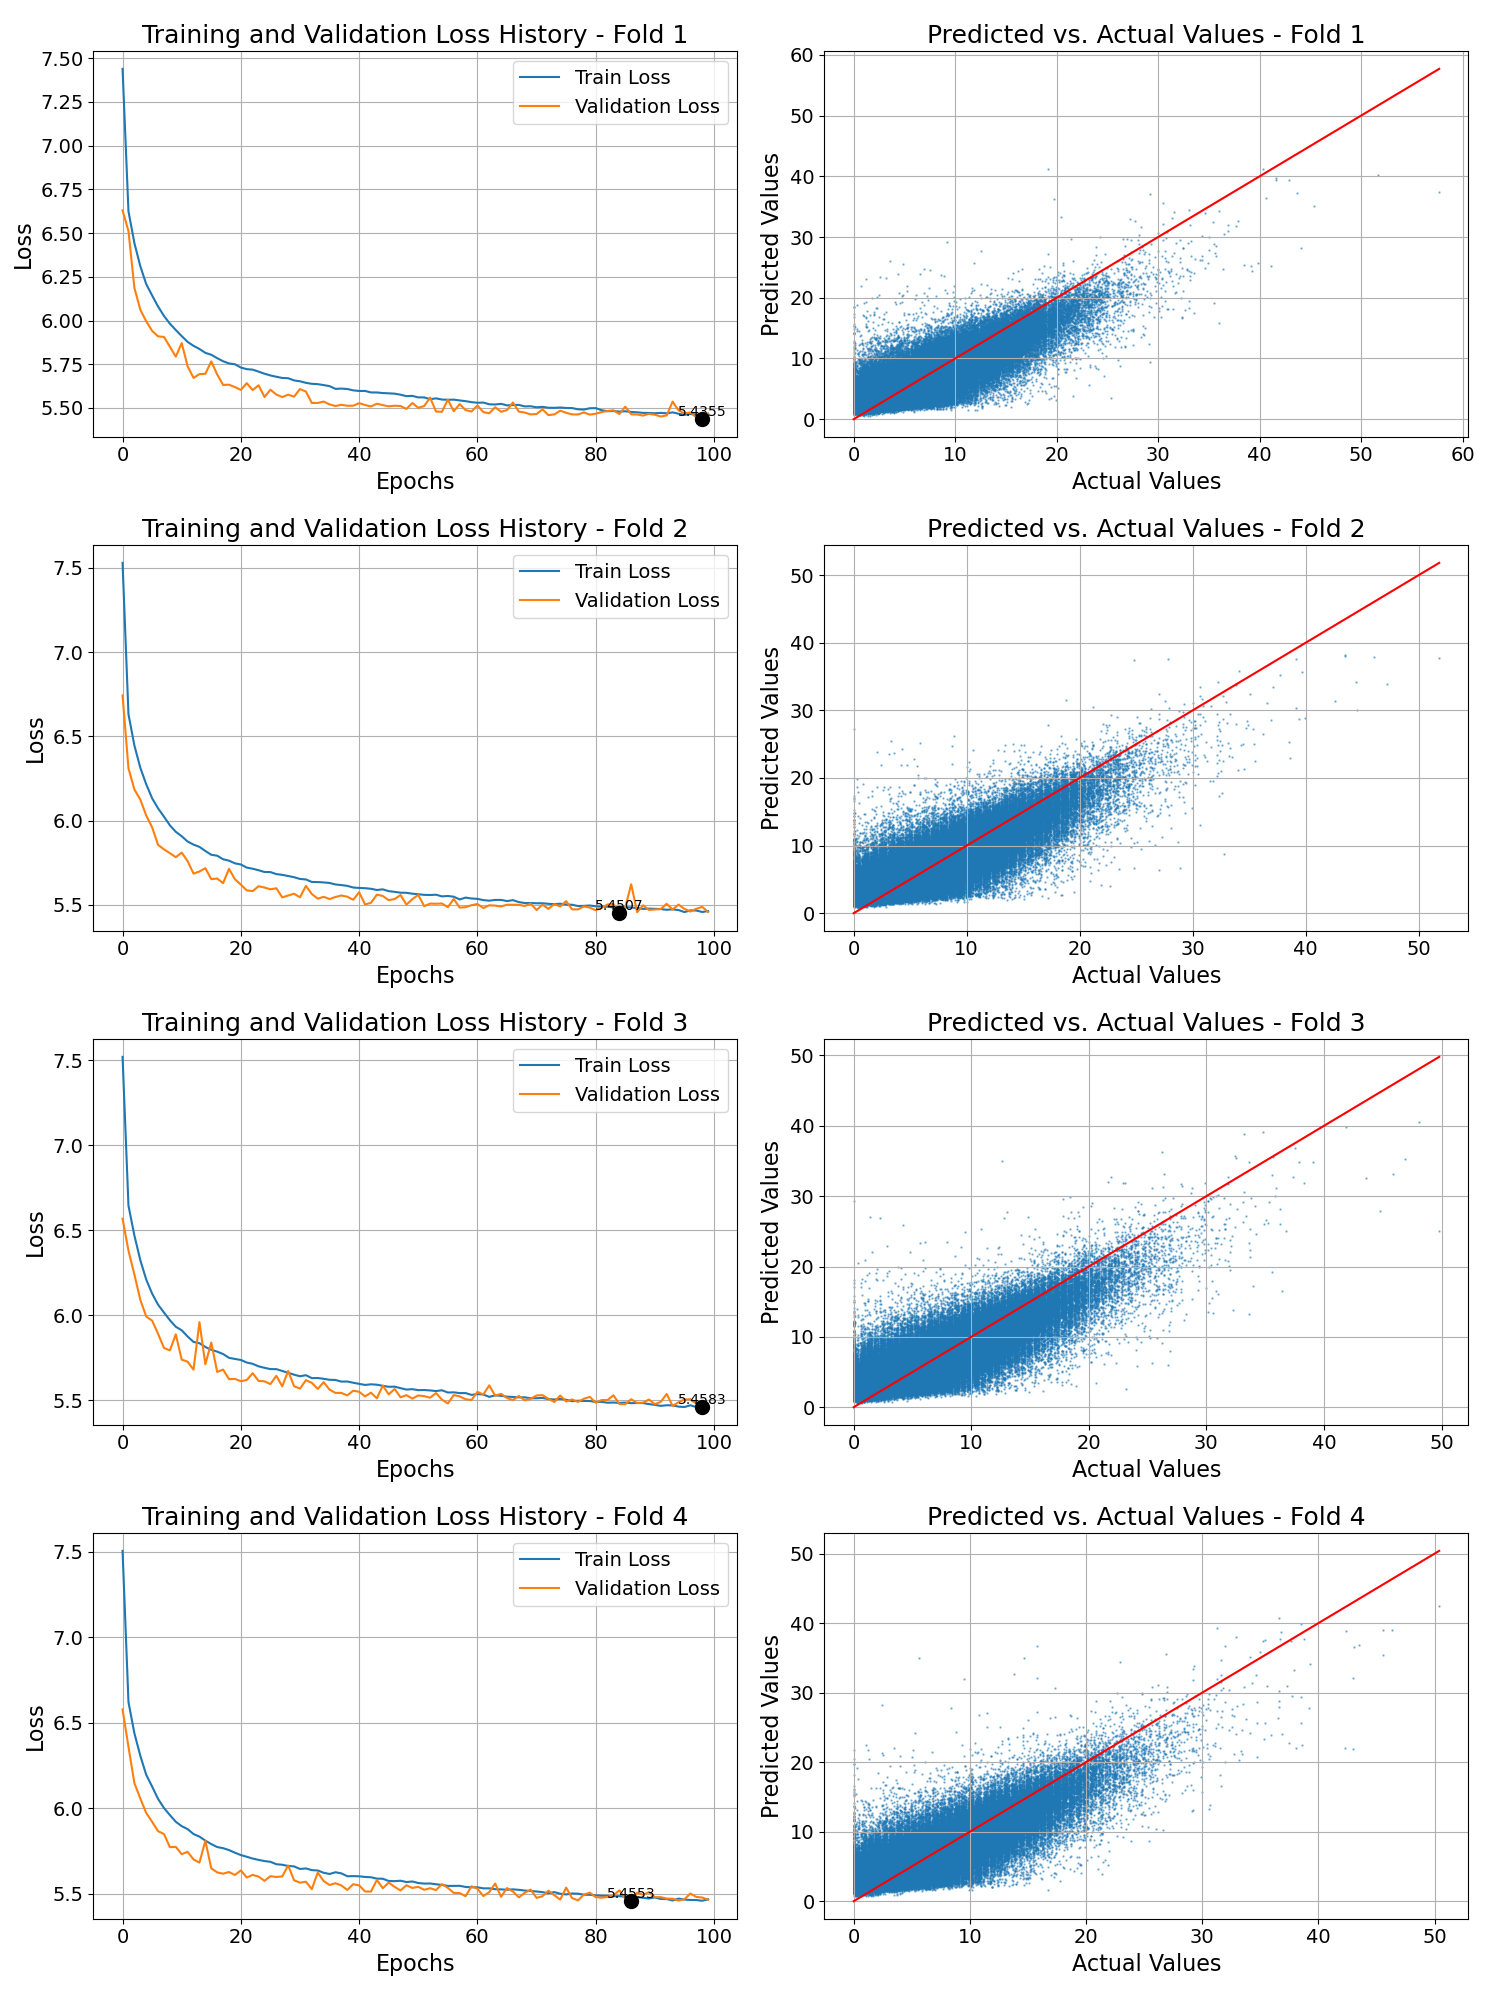 Training and Validation Loss History - Fold 1
7.50
7.25
7.00
6.75
6.50
6.25
6.00
5.75
5.50
Loss
Train Loss
Validation Loss
5.4355
0 20 40 60 80 100
Epochs
Predicted vs. Actual Values - Fold 1
60
50
40
30
20
10
0
Predicted Values
0 10 20 30 40 50 60
Actual Values
Training and Validation Loss History - Fold 2
7.5
7.0
6.5
6.0
5.5
Loss
Train Loss
Validation Loss
5.4507
0 20 40 60 80 100
Epochs
Predicted vs. Actual Values - Fold 2
50
40
30
20
10
0
Predicted Values
0 10 20 30 40 50
Actual Values
Training and Validation Loss History - Fold 3
7.5
7.0
6.5
6.0
5.5
Loss
Train Loss
Validation Loss
5.4583
0 20 40 60 80 100
Epochs
Predicted vs. Actual Values - Fold 3
50
40
30
20
10
0
Predicted Values
0 10 20 30 40 50
Actual Values
Training and Validation Loss History - Fold 4
7.5
7.0
6.5
6.0
5.5
Loss
Train Loss
Validation Loss
5.4553
0 20 40 60 80 100
Epochs
Predicted vs. Actual Values - Fold 4
50
40
30
20
10
0
Predicted Values
0 10 20 30 40 50
Actual Values